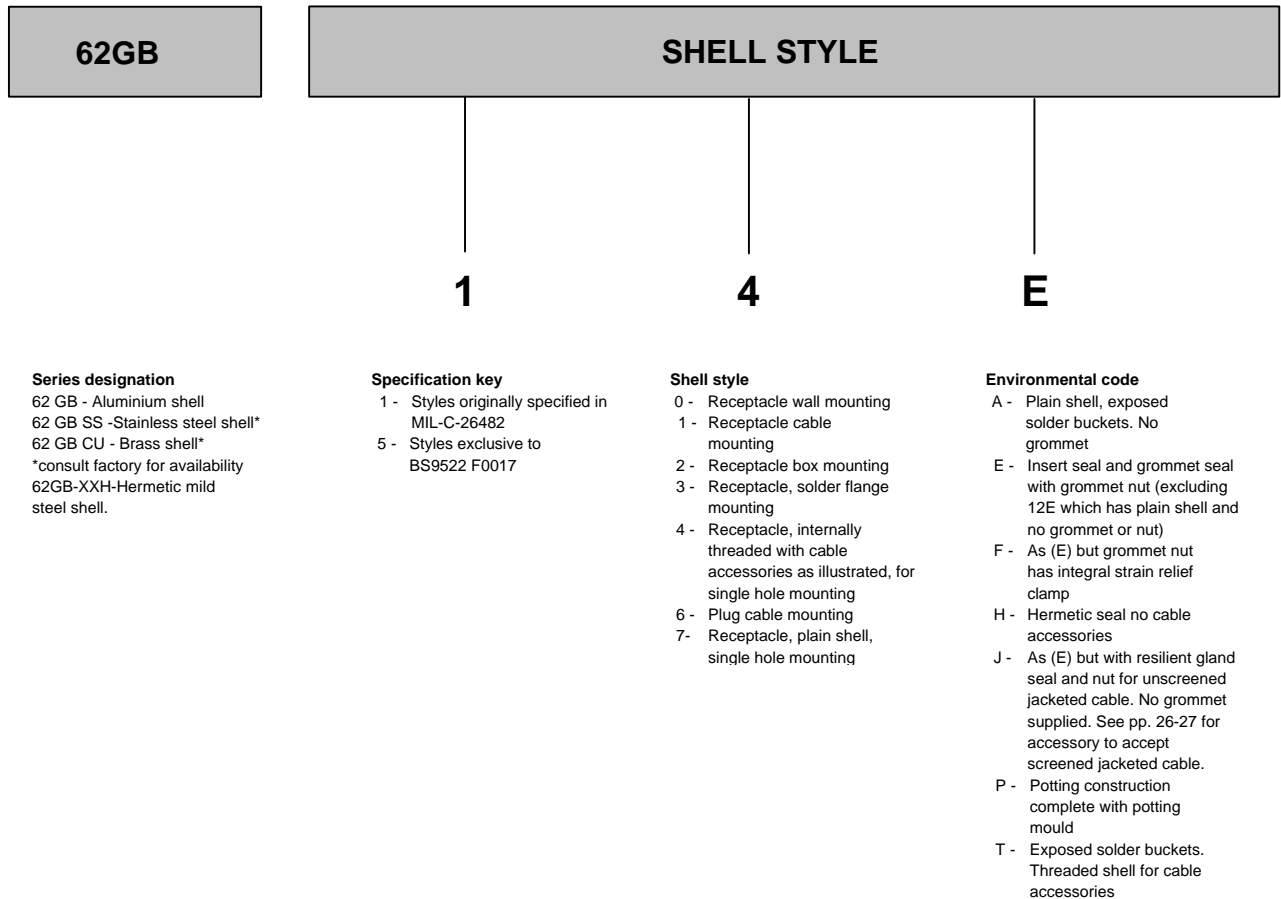 62GB
SHELL STYLE
1
4
E
Series designation
62 GB - Aluminium shell
62 GB SS -Stainless steel shell*
62 GB CU - Brass shell*
*consult factory for availability
62GB-XXH-Hermetic mild
steel shell.
Specification key
1 - Styles originally specified in
MIL-C-26482
5 - Styles exclusive to
BS9522 F0017
Shell style
0 - Receptacle wall mounting
1 - Receptacle cable
mounting
2 - Receptacle box mounting
3 - Receptacle, solder flange
mounting
4 - Receptacle, internally
threaded with cable
accessories as illustrated, for
single hole mounting
6 - Plug cable mounting
7- Receptacle, plain shell,
single hole mounting
Environmental code
A - Plain shell, exposed
solder buckets. No
grommet
E - Insert seal and grommet seal
with grommet nut (excluding
12E which has plain shell and
no grommet or nut)
F - As (E) but grommet nut
has integral strain relief
clamp
H - Hermetic seal no cable
accessories
J - As (E) but with resilient gland
seal and nut for unscreened
jacketed cable. No grommet
supplied. See pp. 26-27 for
accessory to accept
screened jacketed cable.
P - Potting construction
complete with potting
mould
T - Exposed solder buckets.
Threaded shell for cable
accessories